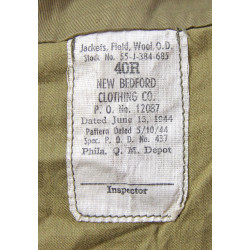 Jackets, Field, Wool, O.D.
Stock No. 55-J-384-685
40R
NEW BEDFORD
CLOTHING CO.
P. O. No. 12087
Dated June 13, 1944
Pattern Dated 5/10/44
Spec. P. Q. D. No. 437
Phila. Q. M. Depot
Inspector